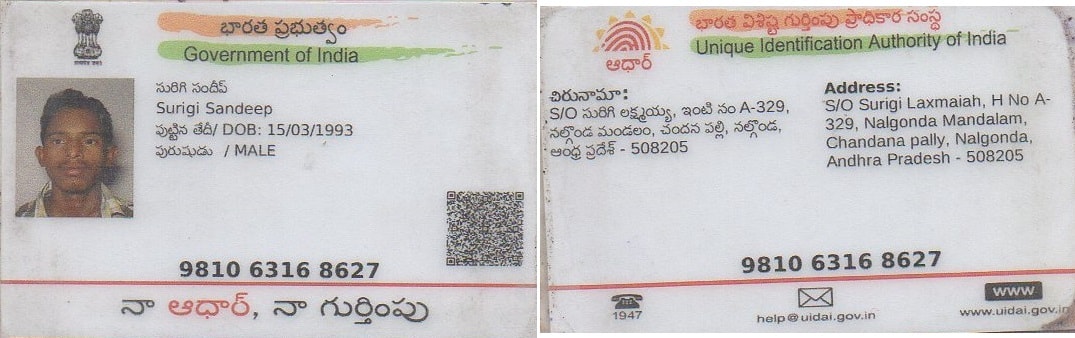 భారత ప్రభుత్వం
Government of India
సురిగి సందీప్
Surigi Sandeep
పుట్టిన తేదీ/ DOB: 15/03/1993
పురుషుడు / MALE
9810 6316 8627
నా ఆధార్, నా గుర్తింపు
భారత విశిష్ట గుర్తింపు ప్రాధికార సంస్థ
Unique Identification Authority of India
ఆధార్
చిరునామా:
S/O సురిగి లక్ష్మయ్య, ఇంటి నం A-329,
నల్గొండ మండలం, చందన పల్లి, నల్గొండ,
ఆంధ్ర ప్రదేశ్ - 508205
Address:
S/O Surigi Laxmaiah, H No A-
329, Nalgonda Mandalam,
Chandana pally, Nalgonda,
Andhra Pradesh - 508205
9810 6316 8627
1947
help@uidai.gov.in
WWW
www.uidai.gov.in